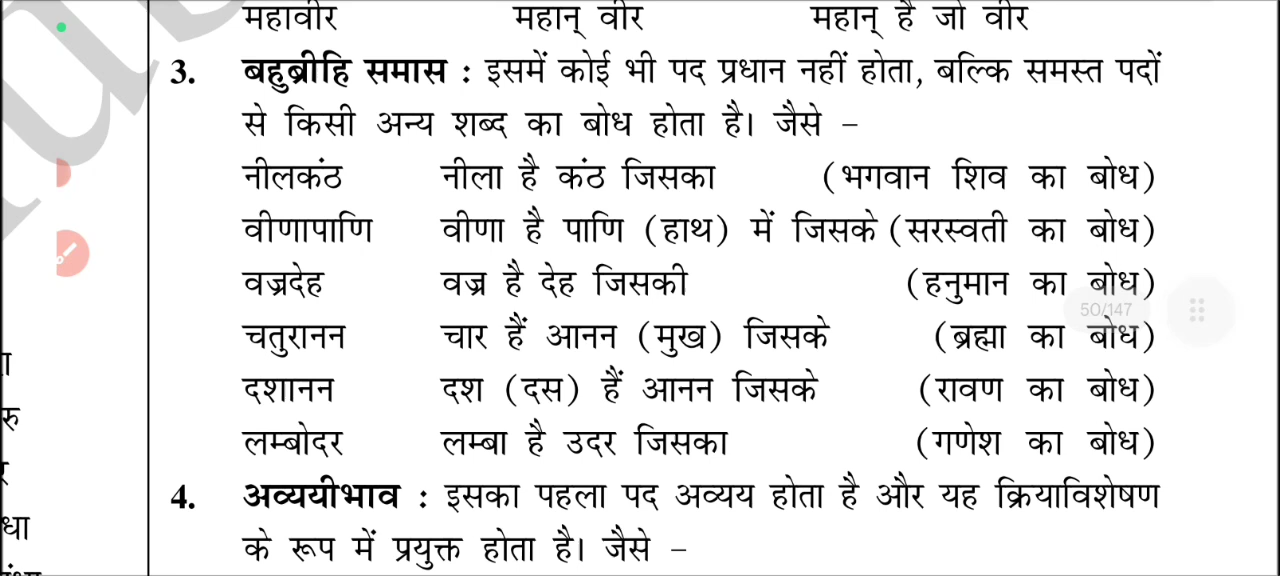 महावीर महान् वीर महान् है जो वीर
3. बहुब्रीहि समास : इसमें कोई भी पद प्रधान नहीं होता, बल्कि समस्त पदों
से किसी अन्य शब्द का बोध होता है। जैसे –
नीलकंठ नीला है कंठ जिसका (भगवान शिव का बोध)
वीणापाणि वीणा है पाणि (हाथ) में जिसके (सरस्वती का बोध)
वज्रदेह वज्र है देह जिसकी (हनुमान का बोध)
50/147
चतुरानन चार हैं आनन (मुख) जिसके (ब्रह्मा का बोध)
दशानन दश (दस) हैं आनन जिसके (रावण का बोध)
रु
लम्बोदर लम्बा है उदर जिसका (गणेश का बोध)
4. अव्ययीभाव : इसका पहला पद अव्यय होता है और यह क्रियाविशेषण
धा
के रूप में प्रयुक्त होता है। जैसे –